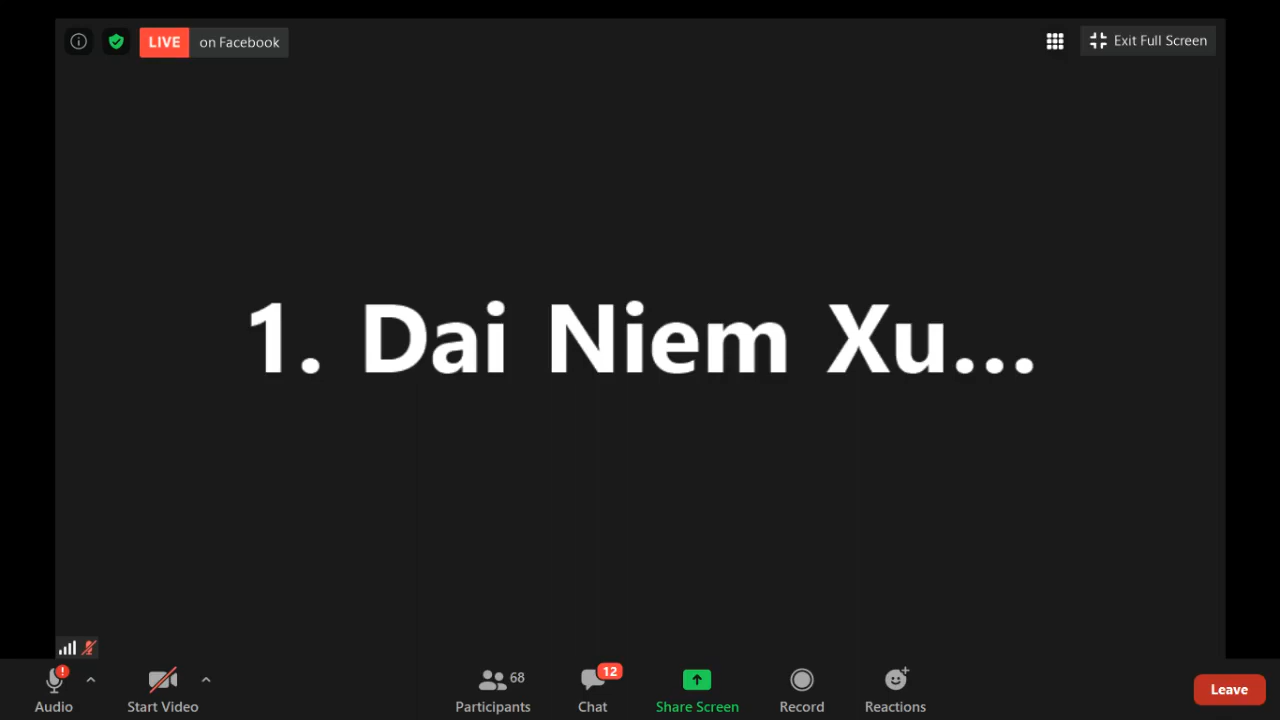 LIVE on Facebook
Exit Full Screen
1. Dai Niem Xu...
68
12
Audio
Start Video
Participants
Chat
Share Screen
Record
Reactions
Leave